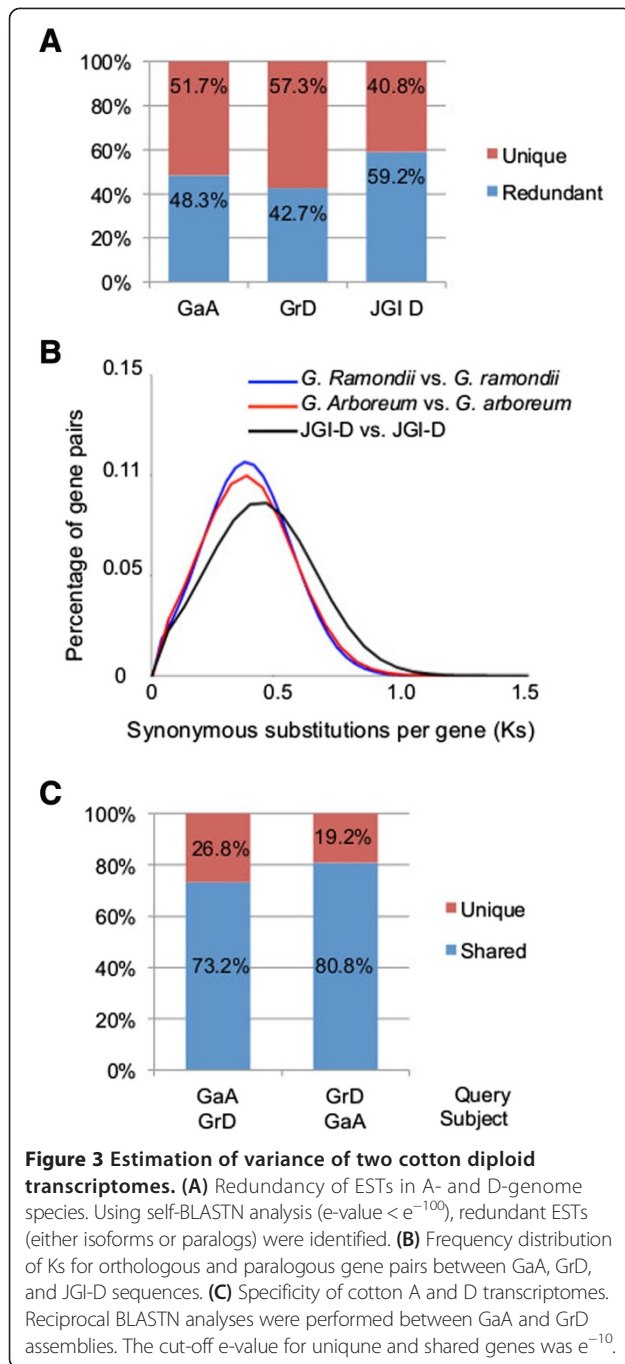 A
100%
80%
60%
40%
20%
0%
51.7%
57.3%
40.8%
48.3%
42.7%
59.2%
Unique
Redundant
GaA
GrD
JGI D
B
Percentage of gene pairs
0.15
0.11
0.05
0
G. Ramondii vs. G. ramondii
G. Arboreum vs. G. arboreum
JGI-D vs. JGI-D
0
0.5
1.0
1.5
Synonymous substitutions per gene (Ks)
C
100%
80%
60%
40%
20%
0%
26.8%
19.2%
73.2%
80.8%
Unique
Shared
GaA GrD Query
GrD GaA Subject
Figure 3 Estimation of variance of two cotton diploid
transcriptomes. (A) Redundancy of ESTs in A- and D-genome
species. Using self-BLASTN analysis (e-value < e⁻¹⁰⁰), redundant ESTs
(either isoforms or paralogs) were identified. (B) Frequency distribution
of Ks for orthologous and paralogous gene pairs between GaA, GrD,
and JGI-D sequences. (C) Specificity of cotton A and D transcriptomes.
Reciprocal BLASTN analyses were performed between GaA and GrD
assemblies. The cut-off e-value for uniqune and shared genes was e⁻¹⁰.